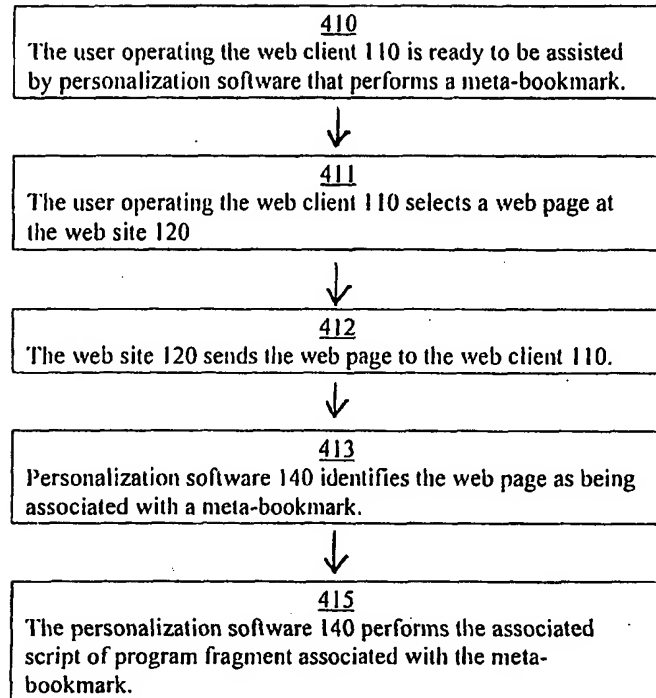 410
The user operating the web client 110 is ready to be assisted
by personalization software that performs a meta-bookmark.
411
The user operating the web client 110 selects a web page at
the web site 120
412
The web site 120 sends the web page to the web client 110.
413
Personalization software 140 identifies the web page as being
associated with a meta-bookmark.
415
The personalization software 140 performs the associated
script of program fragment associated with the meta-
bookmark.